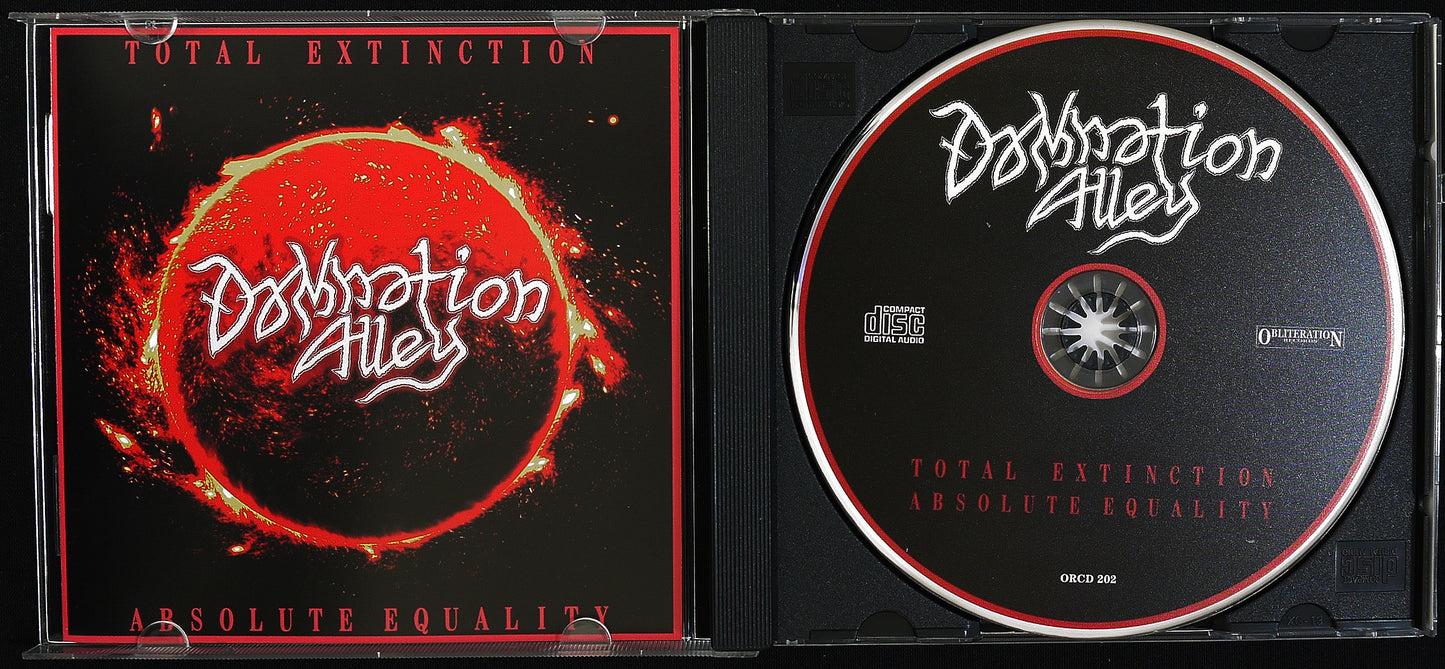 TOTAL EXTINCTION
Damnation
Alley
ABSOLUTE EQUALITY
Damnation
Alley
COMPACT
disc
DIGITAL AUDIO
OBLITERATION
RECORDS
TOTAL EXTINCTION
ABSOLUTE EQUALITY
ORCD 202